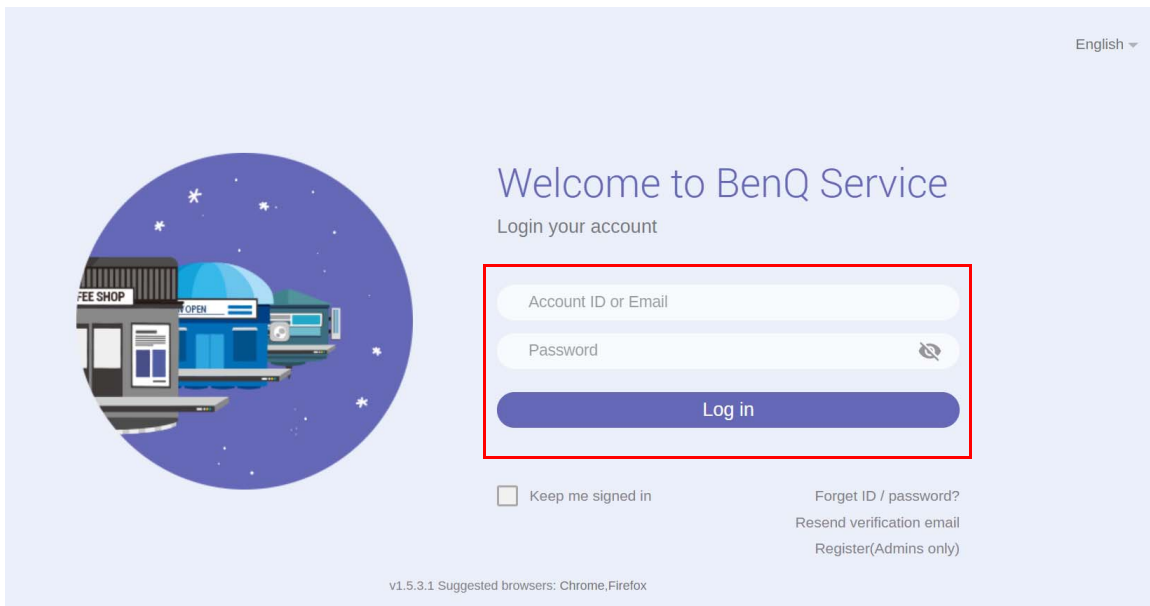 English
Welcome to BenQ Service
Login your account
FEE SHOP
OPEN
Account ID or Email
Password
Log in
Keep me signed in
Forget ID / password?
Resend verification email
Register(Admins only)
v1.5.3.1 Suggested browsers: Chrome,Firefox